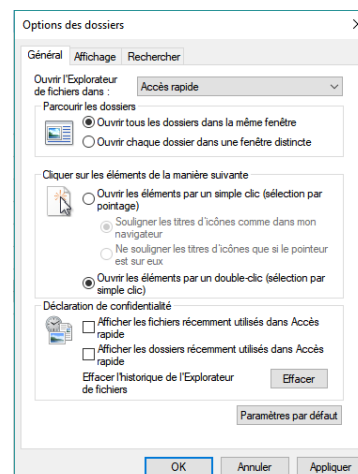 Options des dossiers
Général Affichage Rechercher
Ouvrir l'Explorateur
de fichiers dans :
Accès rapide
Parcourir les dossiers
Ouvrir tous les dossiers dans la même fenêtre
Ouvrir chaque dossier dans une fenêtre distincte
Cliquer sur les éléments de la manière suivante
Ouvrir les éléments par un simple clic (sélection par
pointage)
Souligner les titres d'icônes comme dans mon
navigateur
Ne souligner les titres d'icônes que si le pointeur
est sur eux
Ouvrir les éléments par un double-clic (sélection par
simple clic)
Déclaration de confidentialité
Afficher les fichiers récemment utilisés dans Accès
rapide
Afficher les dossiers récemment utilisés dans Accès
rapide
Effacer l'historique de l'Explorateur
de fichiers
Effacer
Paramètres par défaut
OK Annuler Appliquer